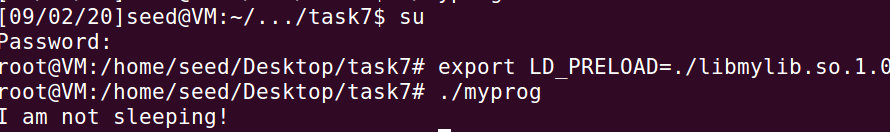 [09/02/20]seed@VM:~/.../task7$ su
Password:
root@VM:/home/seed/Desktop/task7# export LD_PRELOAD=./libmylib.so.1.0
root@VM:/home/seed/Desktop/task7# ./myprog
I am not sleeping!